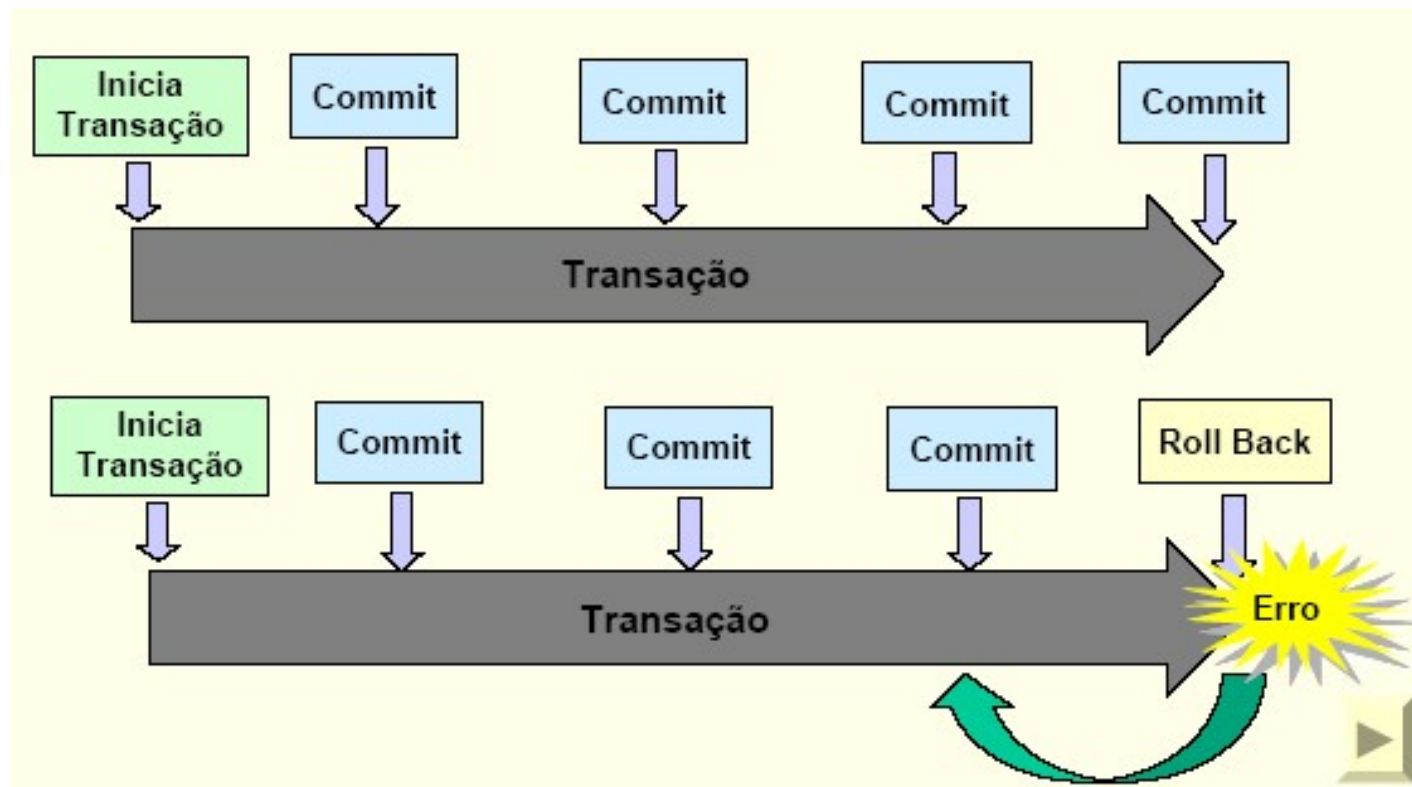 Inicia
Transação
Commit
Commit
Commit
Commit
Transação
Inicia
Transação
Commit
Commit
Commit
Roll Back
Transação
Erro